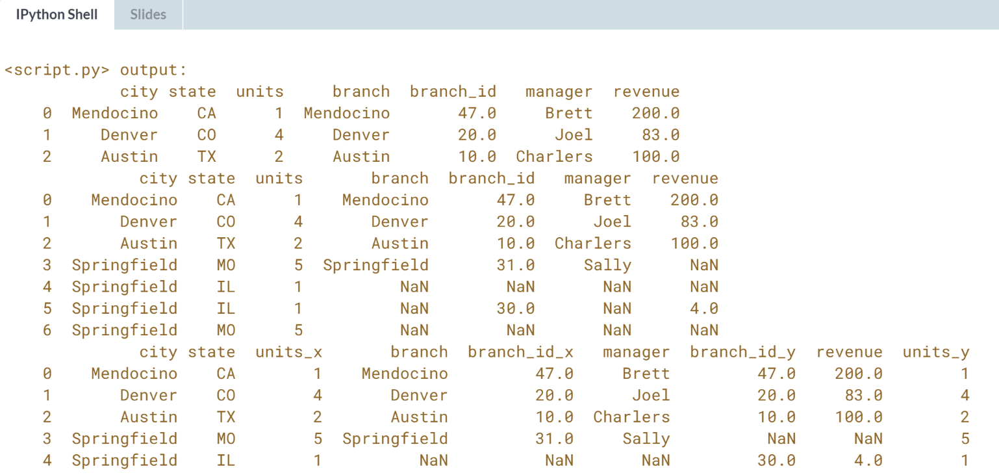 IPython Shell Slides
<script.py> output:
city state units branch branch_id manager revenue
0 Mendocino CA 1 Mendocino 47.0 Brett 200.0
1 Denver CO 4 Denver 20.0 Joel 83.0
2 Austin TX 2 Austin 10.0 Charlers 100.0
city state units branch branch_id manager revenue
0 Mendocino CA 1 Mendocino 47.0 Brett 200.0
1 Denver CO 4 Denver 20.0 Joel 83.0
2 Austin TX 2 Austin 10.0 Charlers 100.0
3 Springfield MO 5 Springfield 31.0 Sally NaN
4 Springfield IL 1 NaN NaN NaN NaN
5 Springfield IL 1 NaN 30.0 NaN 4.0
6 Springfield MO 5 NaN NaN NaN NaN
city state units_x branch branch_id_x manager branch_id_y revenue units_y
0 Mendocino CA 1 Mendocino 47.0 Brett 47.0 200.0 1
1 Denver CO 4 Denver 20.0 Joel 20.0 83.0 4
2 Austin TX 2 Austin 10.0 Charlers 10.0 100.0 2
3 Springfield MO 5 Springfield 31.0 Sally NaN NaN 5
4 Springfield IL 1 NaN NaN NaN 30.0 4.0 1